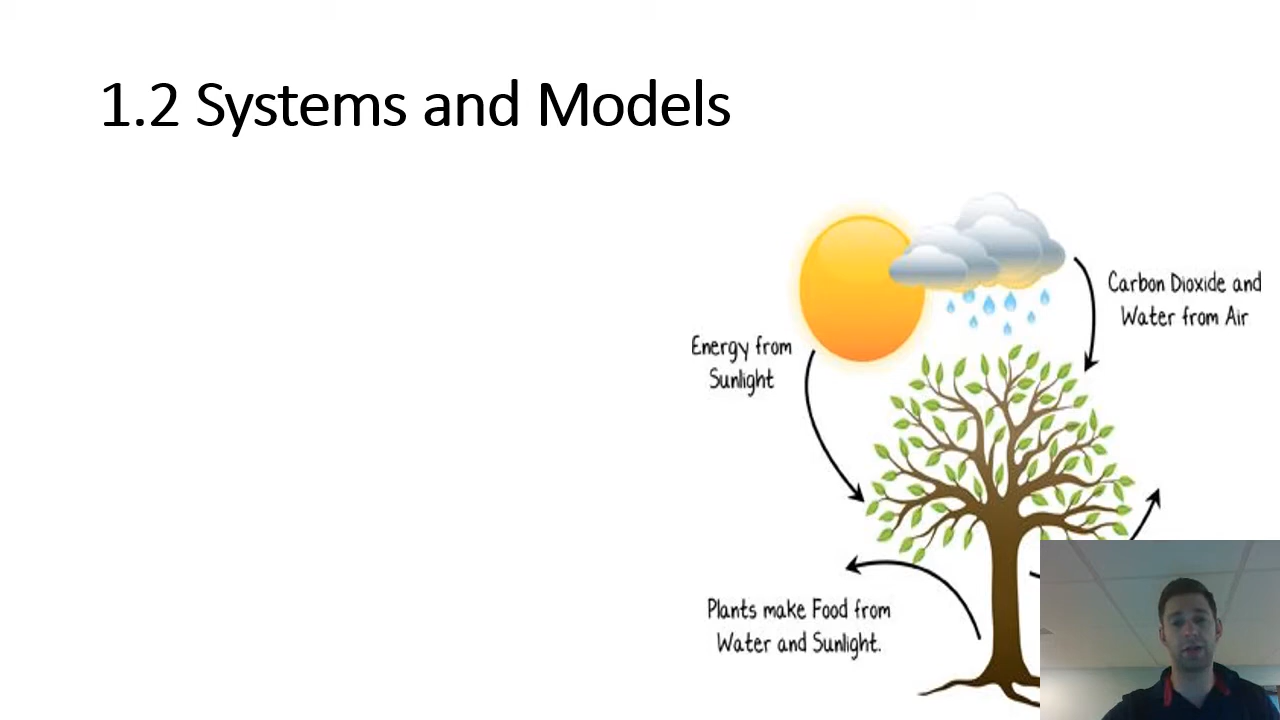 1.2 Systems and Models
Carbon Dioxide and
Water from Air
Energy from
Sunlight
Plants make Food from
Water and Sunlight.